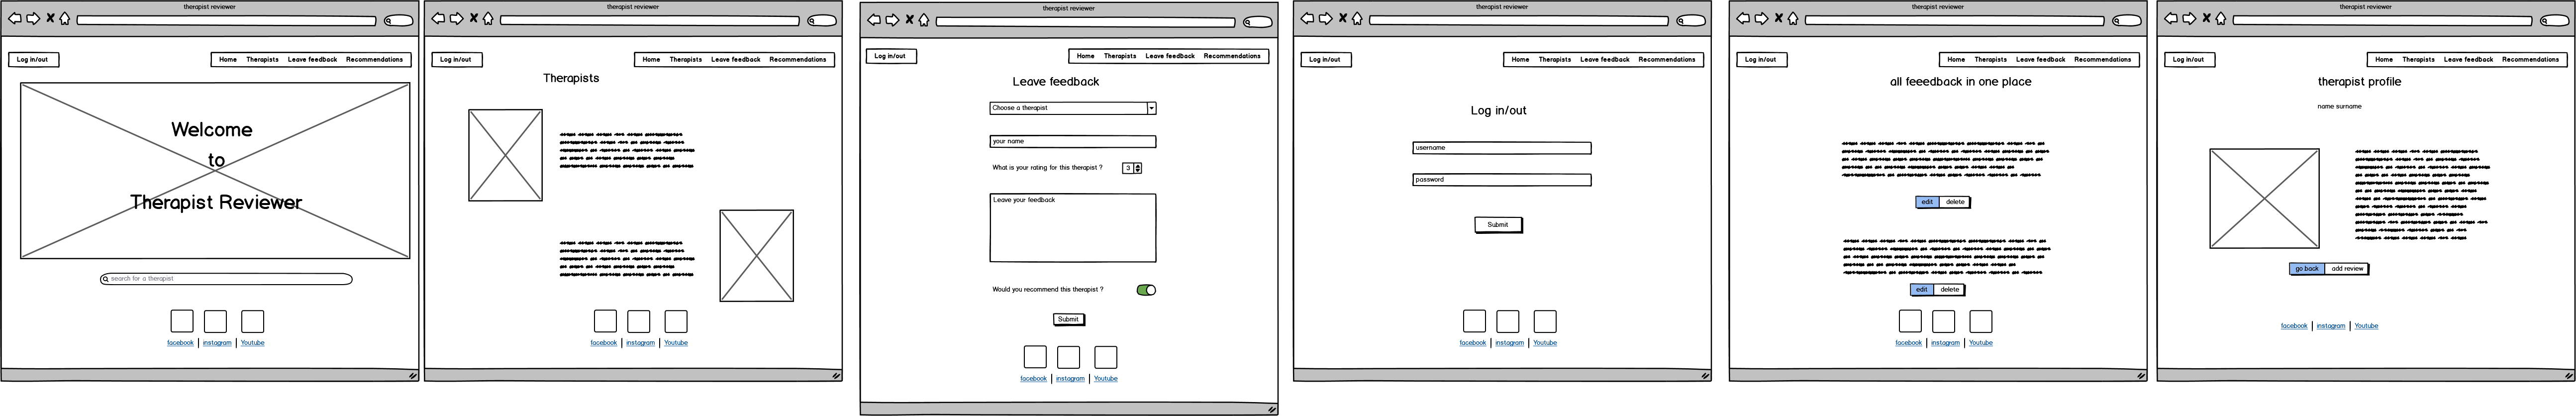 therapist reviewer
Log in/out
Home Therapists Leave feedback Recommendations
Welcome
to
Therapist Reviewer
search for a therapist
facebook instagram Youtube
therapist reviewer
Log in/out
Home Therapists Leave feedback Recommendations
Therapists
facebook instagram Youtube
therapist reviewer
Log in/out
Home Therapists Leave feedback Recommendations
Leave feedback
Choose a therapist
your name
What is your rating for this therapist ? 3
Leave your feedback
Would you recommend this therapist ?
Submit
facebook instagram Youtube
therapist reviewer
Log in/out
Home Therapists Leave feedback Recommendations
Log in/out
username
password
Submit
facebook instagram Youtube
therapist reviewer
Log in/out
Home Therapists Leave feedback Recommendations
all feeedback in one place
edit delete
edit delete
facebook instagram Youtube
therapist reviewer
Log in/out
Home Therapists Leave feedback Recommendations
therapist profile
name surname
go back add review
facebook instagram Youtube